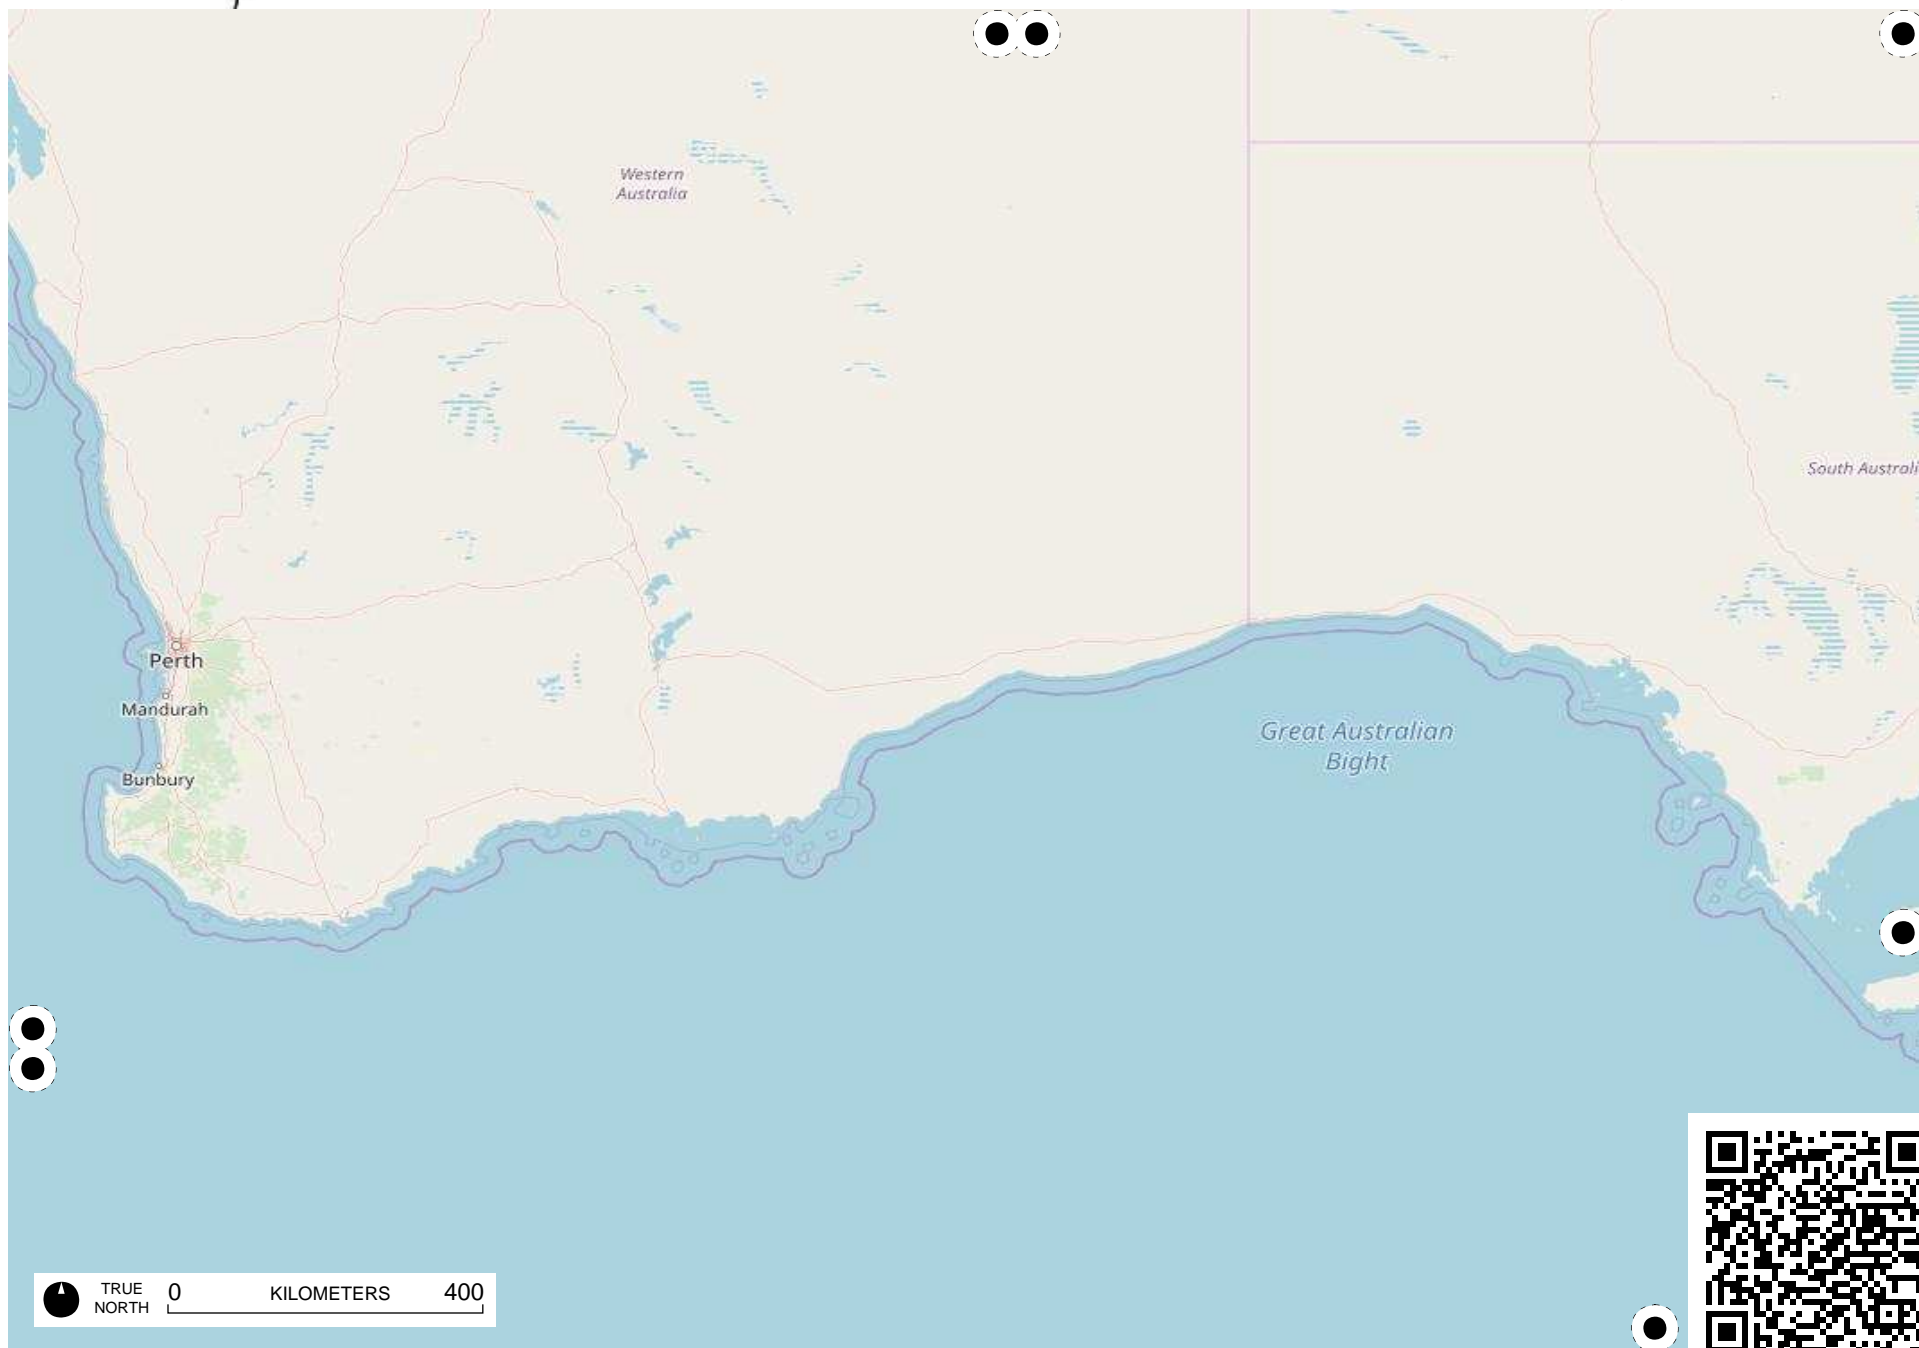 Western
Australia
South Australi
Perth
Mandurah
Great Australian
Bight
Bunbury
TRUE
NORTH
0 KILOMETERS 400